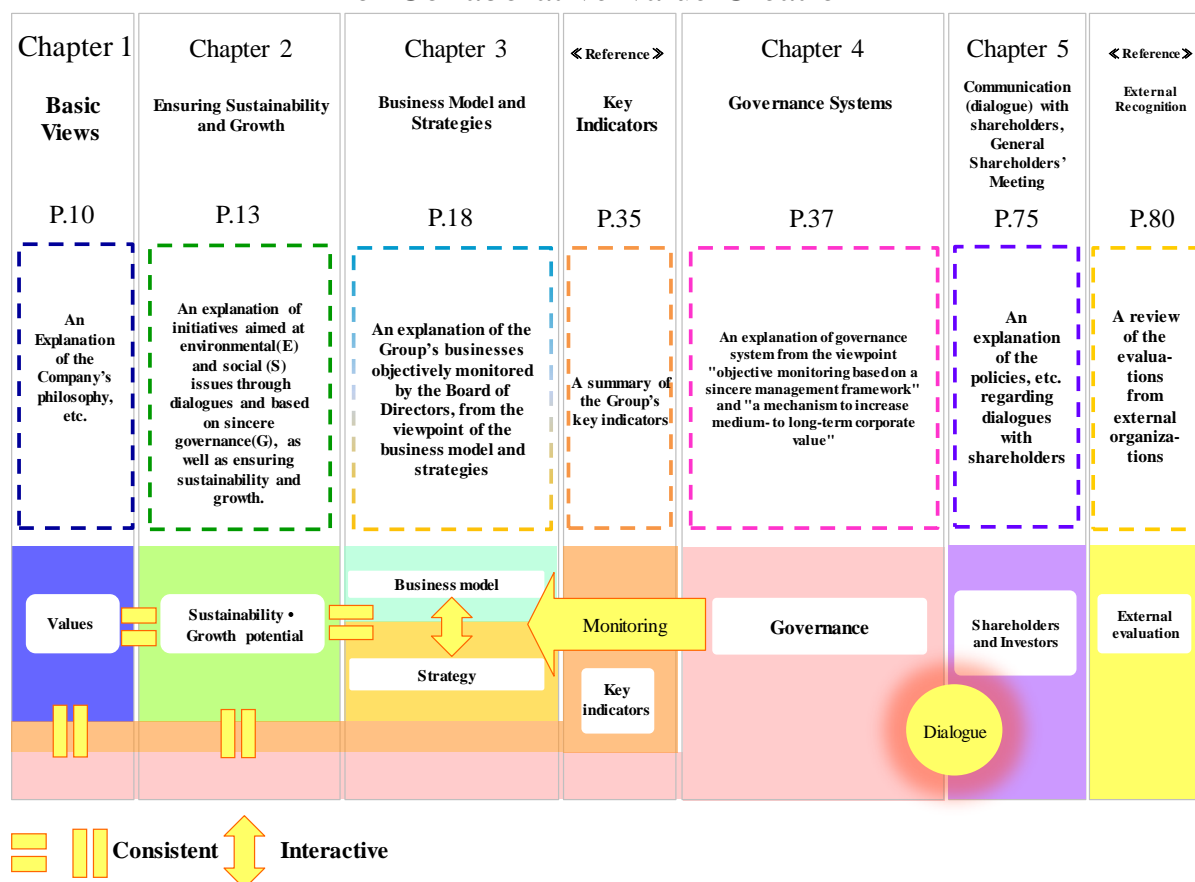 Chapter 1
Basic
Views
P.10
An
Explanation
of the
Company's
philosophy,
etc.
Chapter 2
Ensuring Sustainability
and Growth
P.13
An explanation of
initiatives aimed at
environmental(E)
and social (S)
issues through
dialogues and based
on sincere
governance(G), as
well as ensuring
sustainability and
growth.
Chapter 3
Business Model and
Strategies
P.18
An explanation of the
Group's businesses
objectively monitored
by the Board of
Directors, from the
viewpoint of the
business model and
strategies
≪Reference≫
Key
Indicators
P.35
A summary of
the Group's
key indicators
Chapter 4
Governance Systems
P.37
An explanation of governance
system from the viewpoint
"objective monitoring based on a
sincere management framework"
and "a mechanism to increase
medium- to long-term corporate
value"
Chapter 5
Communication
(dialogue) with
shareholders,
General
Shareholders'
Meeting
P.75
An
explanation
of the
policies, etc.
regarding
dialogues
with
shareholders
≪Reference≫
External
Recognition
P.80
A review
of the
evalua-
tions
from
external
organiza-
tions
Values
Sustainability •
Growth potential
Business model
Strategy
Monitoring
Key
indicators
Governance
Dialogue
Shareholders
and Investors
External
evaluation
Consistent
Interactive